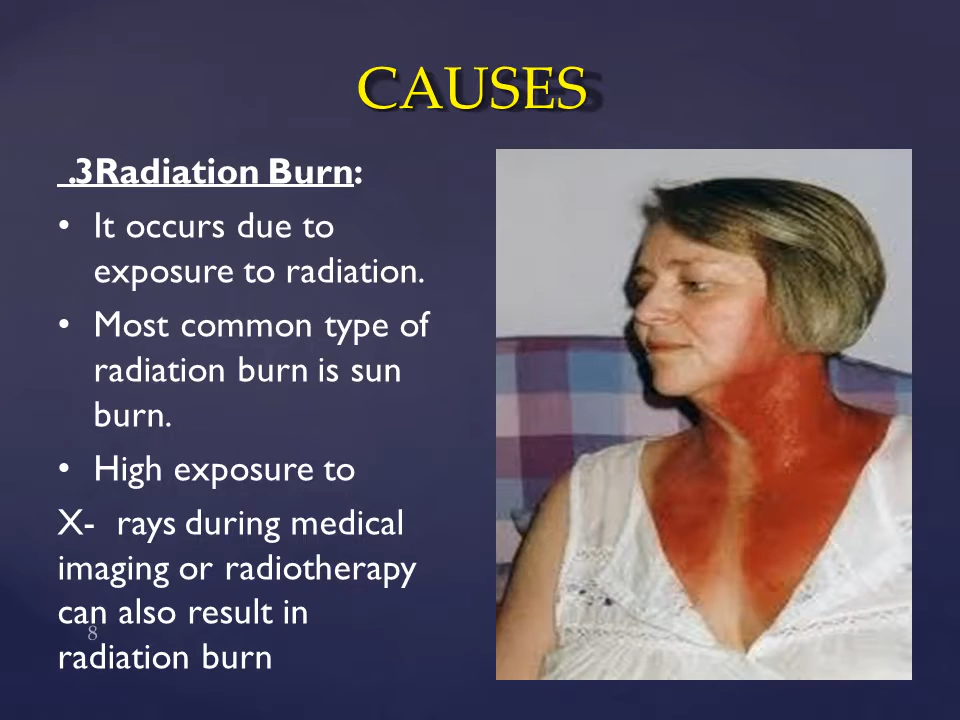 CAUSES
.3Radiation Burn:
• It occurs due to
exposure to radiation.
• Most common type of
radiation burn is sun
burn.
• High exposure to
X- rays during medical
imaging or radiotherapy
can also result in
8
radiation burn